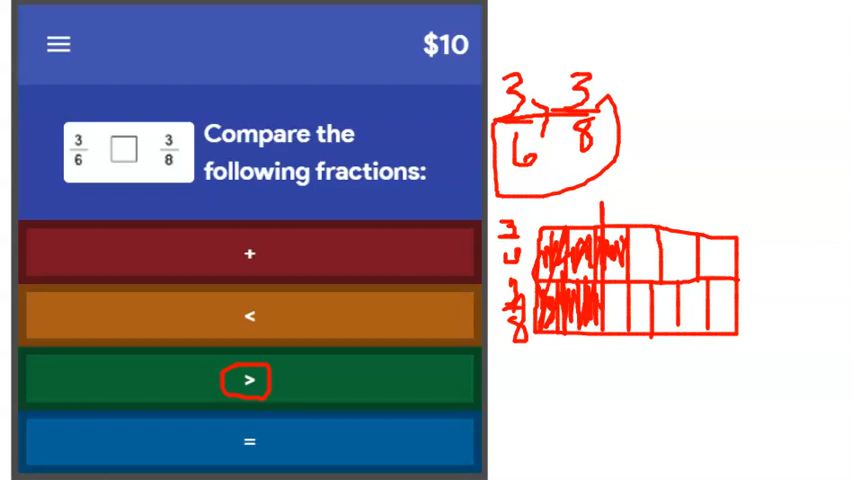 $10
3/6 □ 3/8 Compare the
following fractions:
+
<
>
=
3/6 > 3/8
3/6
3/8